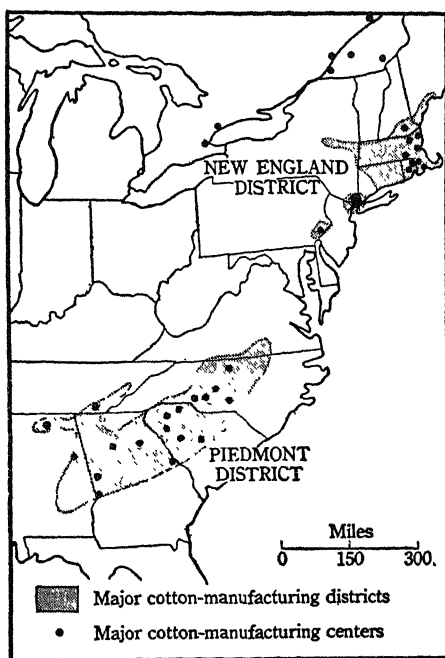 NEW ENGLAND
DISTRICT
PIEDMONT
DISTRICT
Miles
0 150 300.
Major cotton-manufacturing districts
Major cotton-manufacturing centers